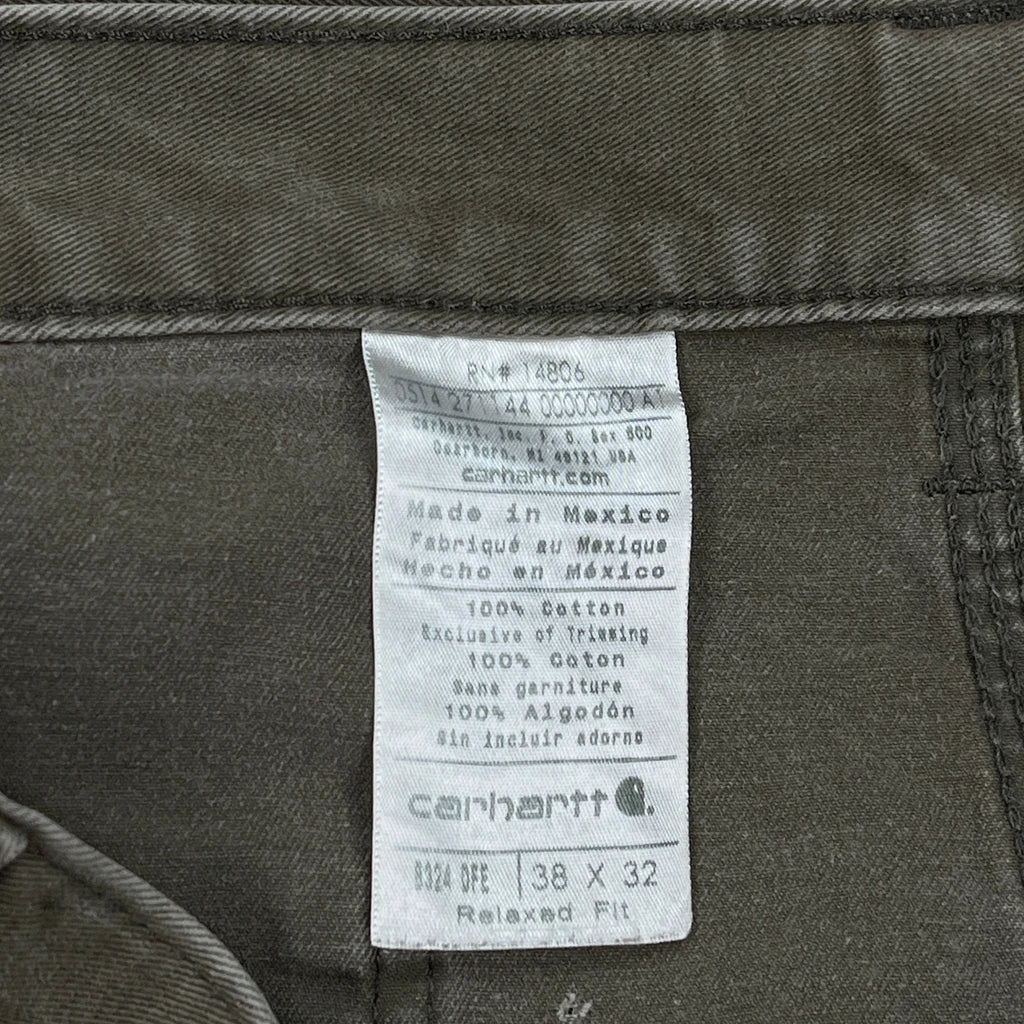 RN# 14806
0514 27 144 00000000 A1
Carhartt, Inc. P. O. Box 600
Dearborn, MI 48121 USA
carhartt.com
Made in Mexico
Fabriqué au Mexique
Hecho en México
100% Cotton
Exclusive of Trimming
100% Coton
Sans garniture
100% Algodón
Sin incluir adorno
carhartt
B324 DFE 38 X 32
Relaxed Fit